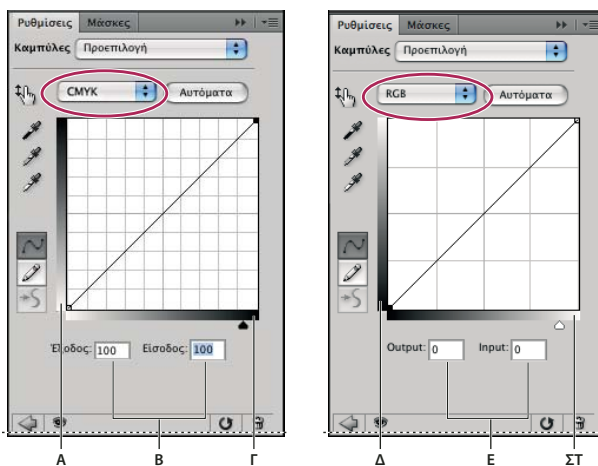 Ρυθμίσεις Μάσκες
Καμπύλες Προεπιλογή
CMYK Αυτόματα
Έξοδος: 100 Είσοδος: 100
Α Β Γ
Ρυθμίσεις Μάσκες
Καμπύλες Προεπιλογή
RGB Αυτόματα
Output: 0 Input: 0
Δ Ε ΣΤ